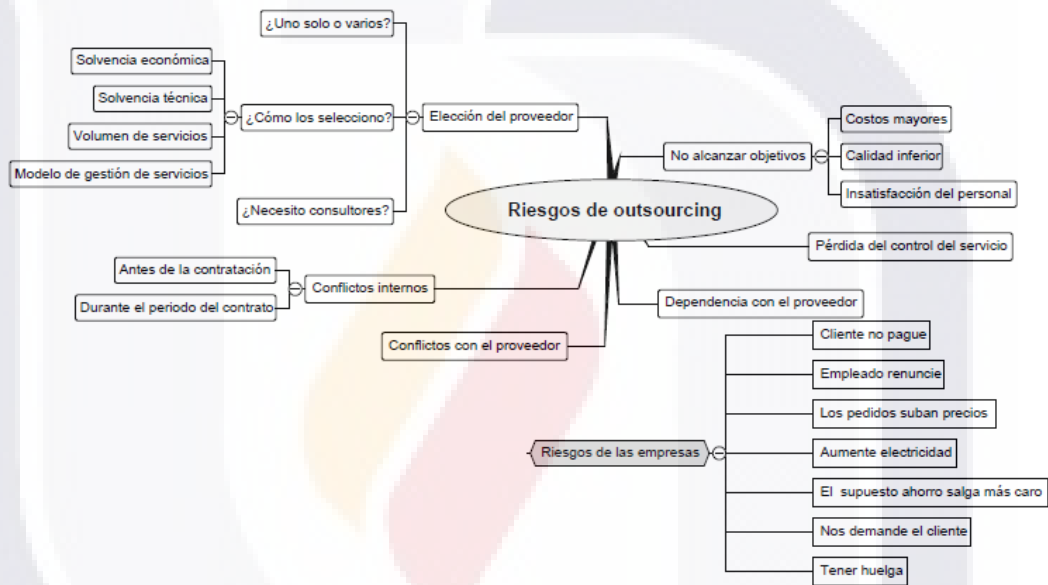 ¿Uno solo o varios?
Solvencia económica
Solvencia técnica
Volumen de servicios
Modelo de gestión de servicios
¿Cómo los selecciono?
Elección del proveedor
¿Necesito consultores?
No alcanzar objetivos
Costos mayores
Calidad inferior
Insatisfacción del personal
Riesgos de outsourcing
Pérdida del control del servicio
Antes de la contratación
Durante el periodo del contrato
Conflictos internos
Dependencia con el proveedor
Conflictos con el proveedor
Riesgos de las empresas
Cliente no pague
Empleado renuncie
Los pedidos suban precios
Aumente electricidad
El supuesto ahorro salga más caro
Nos demande el cliente
Tener huelga